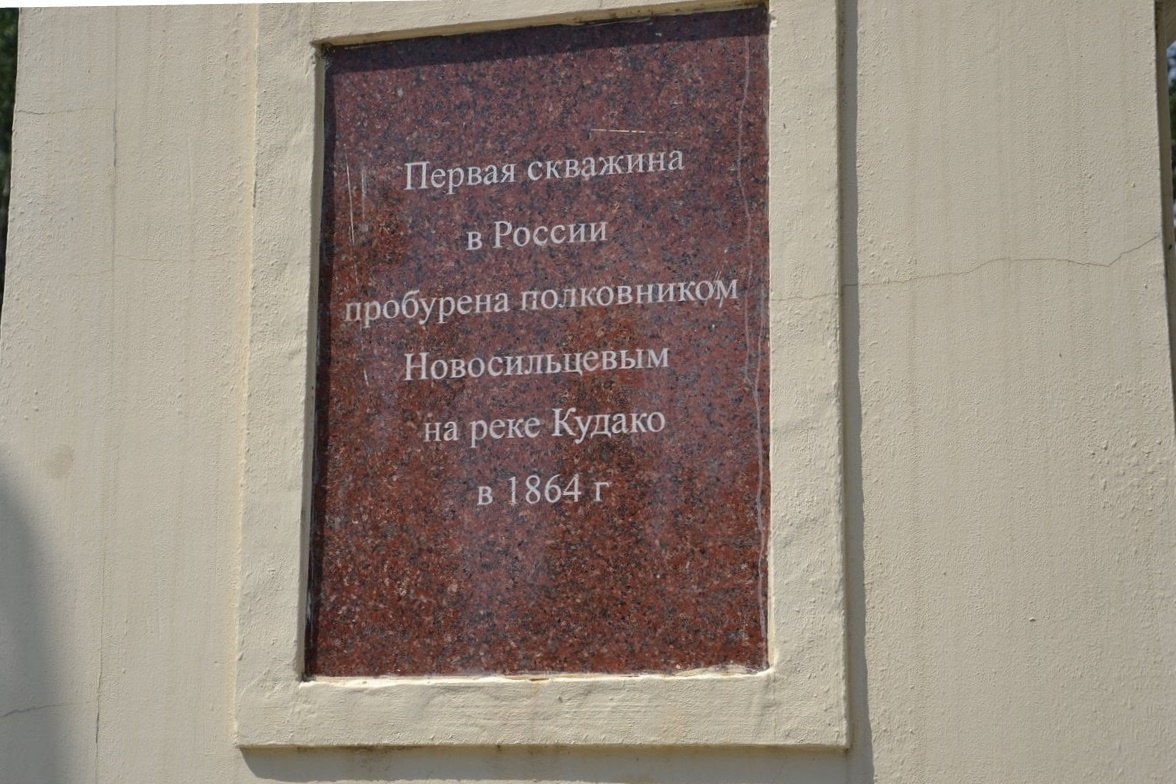 Первая скважина
в России
пробурена полковником
Новосильцевым
на реке Кудако
в 1864 г